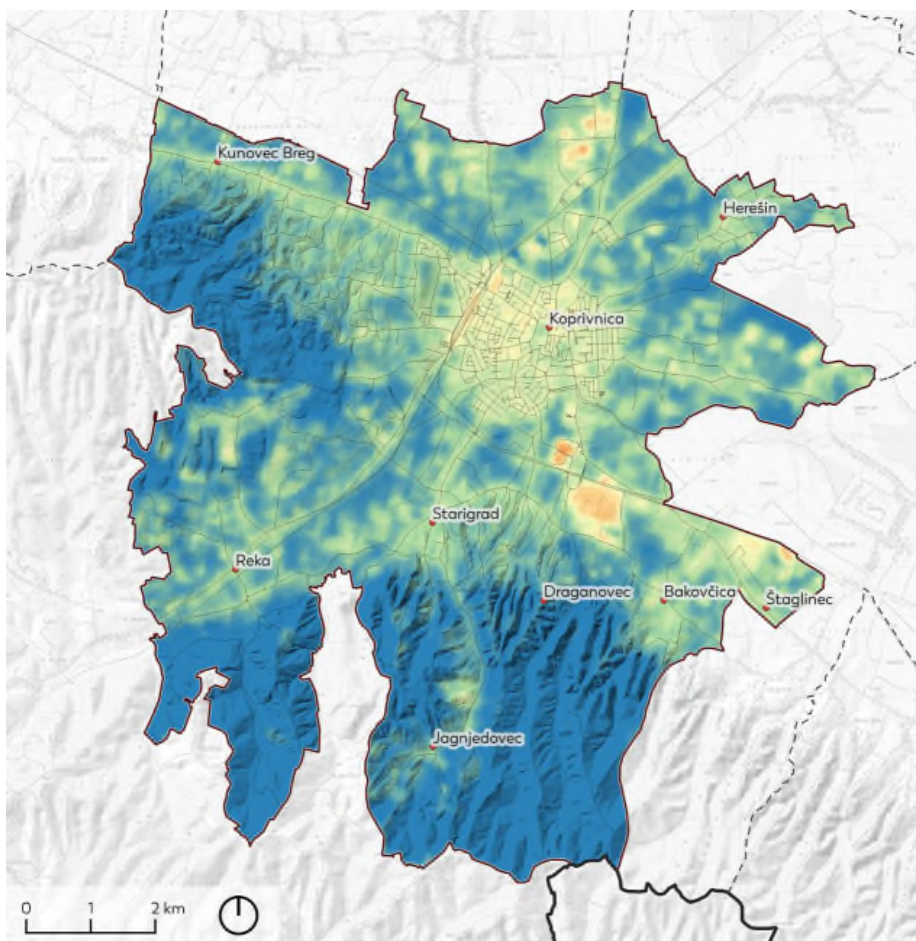 Kunovec Breg
Herešin
Koprivnica
Starigrad
Reka
Draganovec
Bakovčica
Štaglinec
Jagnjedovec
0 1 2 km